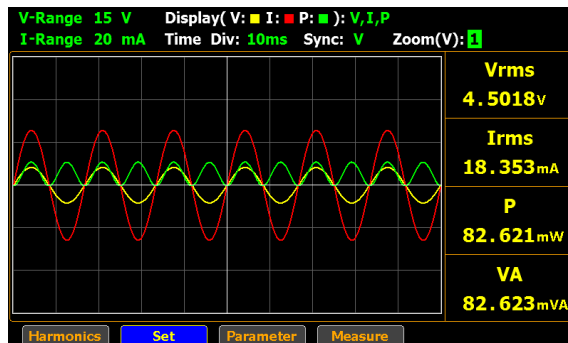 V-Range 15 V Display( V: I: P: ): V,I,P
I-Range 20 mA Time Div: 10ms Sync: V Zoom(V): 1
Vrms
4.5018V
Irms
18.353mA
P
82.621mW
VA
82.623mVA
Harmonics Set Parameter Measure